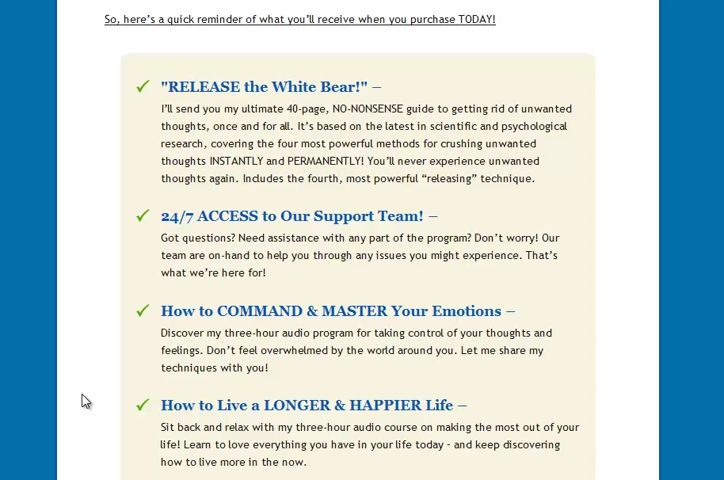 So, here's a quick reminder of what you'll receive when you purchase TODAY!
"RELEASE the White Bear!" –
I'll send you my ultimate 40-page, NO-NONSENSE guide to getting rid of unwanted
thoughts, once and for all. It's based on the latest in scientific and psychological
research, covering the four most powerful methods for crushing unwanted
thoughts INSTANTLY and PERMANENTLY! You'll never experience unwanted
thoughts again. Includes the fourth, most powerful “releasing” technique.
24/7 ACCESS to Our Support Team! –
Got questions? Need assistance with any part of the program? Don't worry! Our
team are on-hand to help you through any issues you might experience. That's
what we're here for!
How to COMMAND & MASTER Your Emotions –
Discover my three-hour audio program for taking control of your thoughts and
feelings. Don't feel overwhelmed by the world around you. Let me share my
techniques with you!
How to Live a LONGER & HAPPIER Life –
Sit back and relax with my three-hour audio course on making the most out of your
life! Learn to love everything you have in your life today - and keep discovering
how to live more in the now.